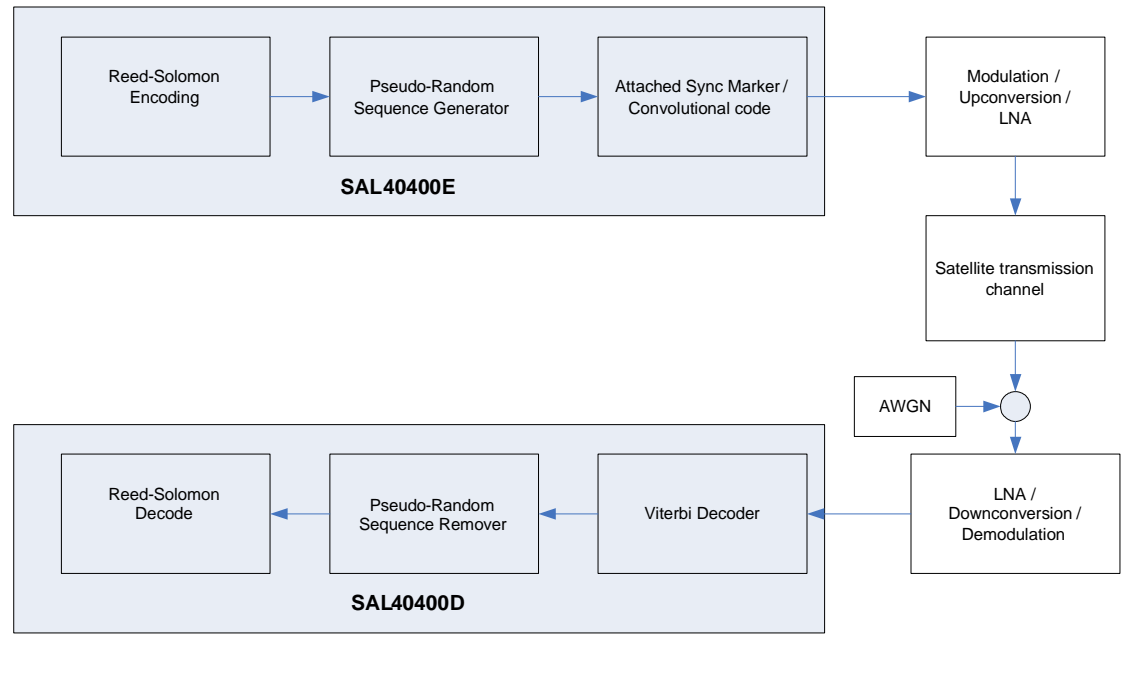 Reed-Solomon
Encoding
Pseudo-Random
Sequence Generator
Attached Sync Marker /
Convolutional code
SAL40400E
Modulation /
Upconversion /
LNA
Satellite transmission
channel
AWGN
LNA /
Downconversion /
Demodulation
Viterbi Decoder
Pseudo-Random
Sequence Remover
Reed-Solomon
Decode
SAL40400D